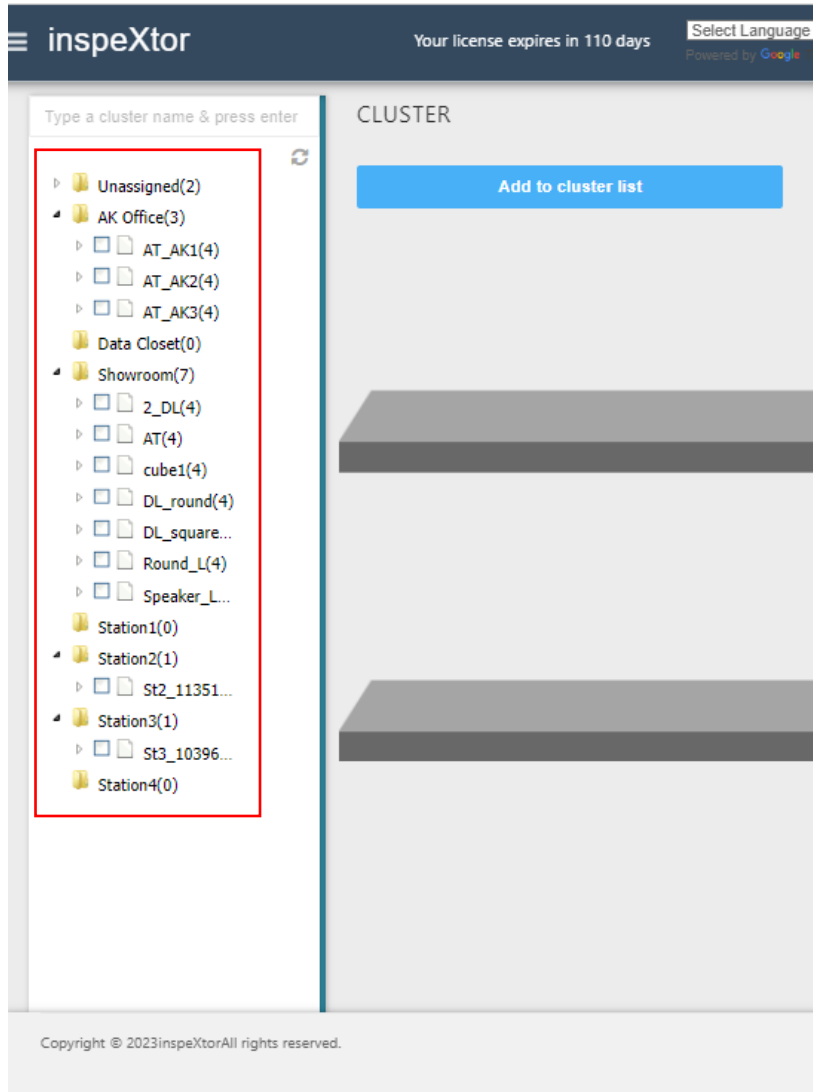 inspeXtor
Your license expires in 110 days
Select Language
Powered by Google
Type a cluster name & press enter
CLUSTER
Add to cluster list
Unassigned(2)
AK Office(3)
AT_AK1(4)
AT_AK2(4)
AT_AK3(4)
Data Closet(0)
Showroom(7)
2_DL(4)
AT(4)
cube1(4)
DL_round(4)
DL_square...
Round_L(4)
Speaker_L...
Station1(0)
Station2(1)
St2_11351...
Station3(1)
St3_10396...
Station4(0)
Copyright © 2023inspeXtorAll rights reserved.